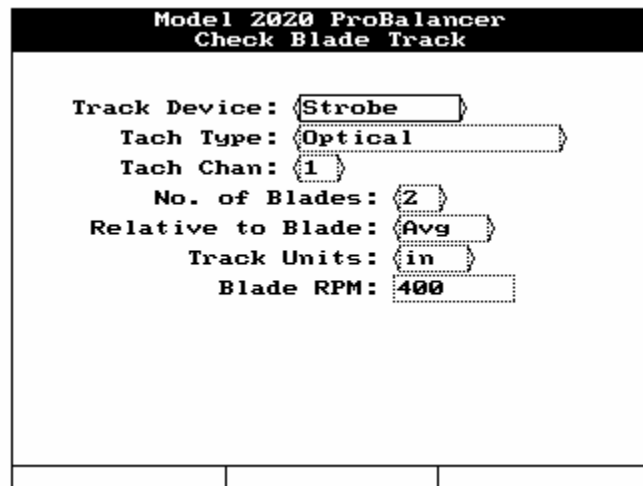 Model 2020 ProBalancer
Check Blade Track
Track Device: Strobe
Tach Type: Optical
Tach Chan: 1
No. of Blades: 2
Relative to Blade: Avg
Track Units: in
Blade RPM: 400